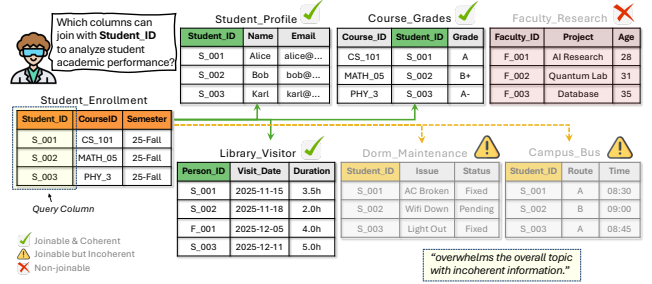 Which columns can
join with Student_ID
to analyze student
academic performance?
Student_Profile
Student_ID Name Email
S_001 Alice alice@...
S_002 Bob bob@...
S_003 Karl karl@...
Course_Grades
Course_ID Student_ID Grade
CS_101 S_001 A
MATH_05 S_002 B+
PHY_3 S_003 A-
Faculty_Research
Faculty_ID Project Age
F_001 AI Research 28
F_002 Quantum Lab 31
F_003 Database 35
Student_Enrollment
Student_ID CourseID Semester
S_001 CS_101 25-Fall
S_002 MATH_05 25-Fall
S_003 PHY_3 25-Fall
Query Column
Library_Visitor
Person_ID Visit_Date Duration
S_001 2025-11-15 3.5h
S_002 2025-11-18 2.0h
F_001 2025-12-05 4.0h
S_003 2025-12-11 5.0h
Dorm_Maintenance
Student_ID Issue Status
S_001 AC Broken Fixed
S_002 Wifi Down Pending
S_003 Light Out Fixed
Campus_Bus
Student_ID Route Time
S_001 A 08:30
S_002 B 09:00
S_003 A 08:45
Joinable & Coherent
Joinable but Incoherent
Non-joinable
"overwhelms the overall topic
with incoherent information."